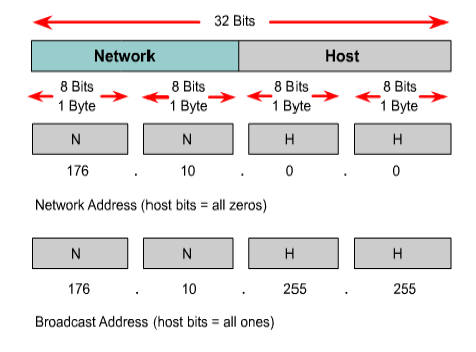 32 Bits
Network Host
8 Bits 8 Bits 8 Bits 8 Bits
1 Byte 1 Byte 1 Byte 1 Byte
N N H H
176 . 10 . 0 . 0
Network Address (host bits = all zeros)
N N H H
176 . 10 . 255 . 255
Broadcast Address (host bits = all ones)